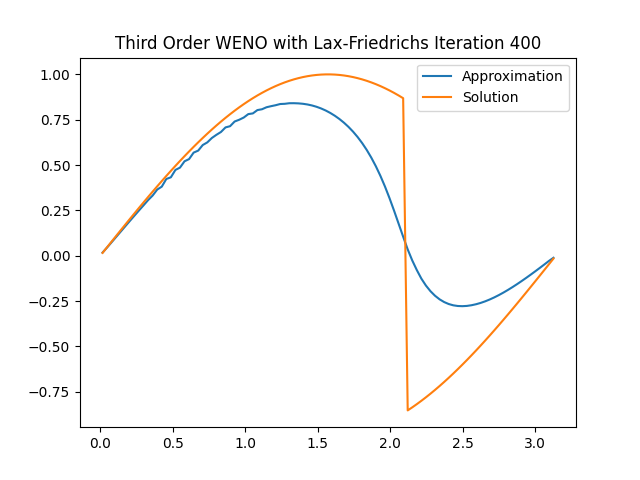 Third Order WENO with Lax-Friedrichs Iteration 400
Approximation
Solution
1.00
0.75
0.50
0.25
0.00
−0.25
−0.50
−0.75
0.0 0.5 1.0 1.5 2.0 2.5 3.0